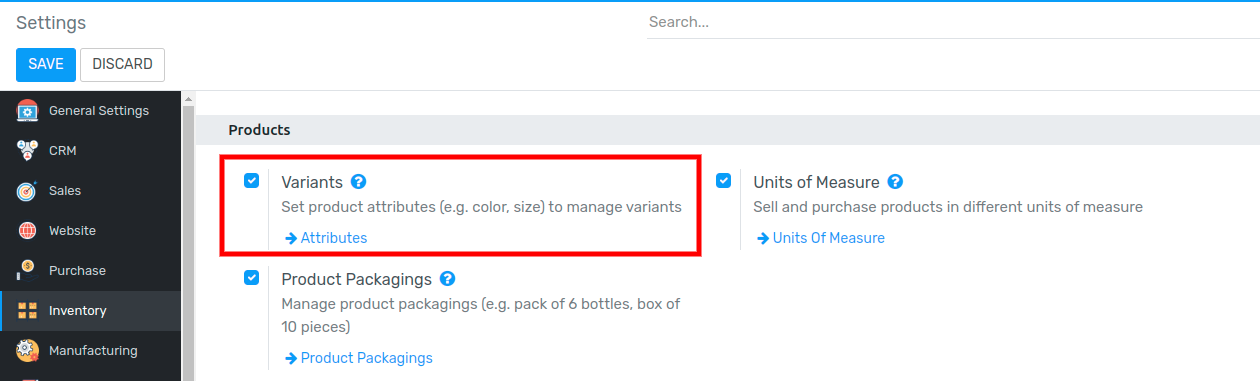 Settings
Search...
SAVE
DISCARD
General Settings
CRM
Sales
Website
Purchase
Inventory
Manufacturing
Products
Variants
Set product attributes (e.g. color, size) to manage variants
Attributes
Units of Measure
Sell and purchase products in different units of measure
Units Of Measure
Product Packagings
Manage product packagings (e.g. pack of 6 bottles, box of
10 pieces)
Product Packagings